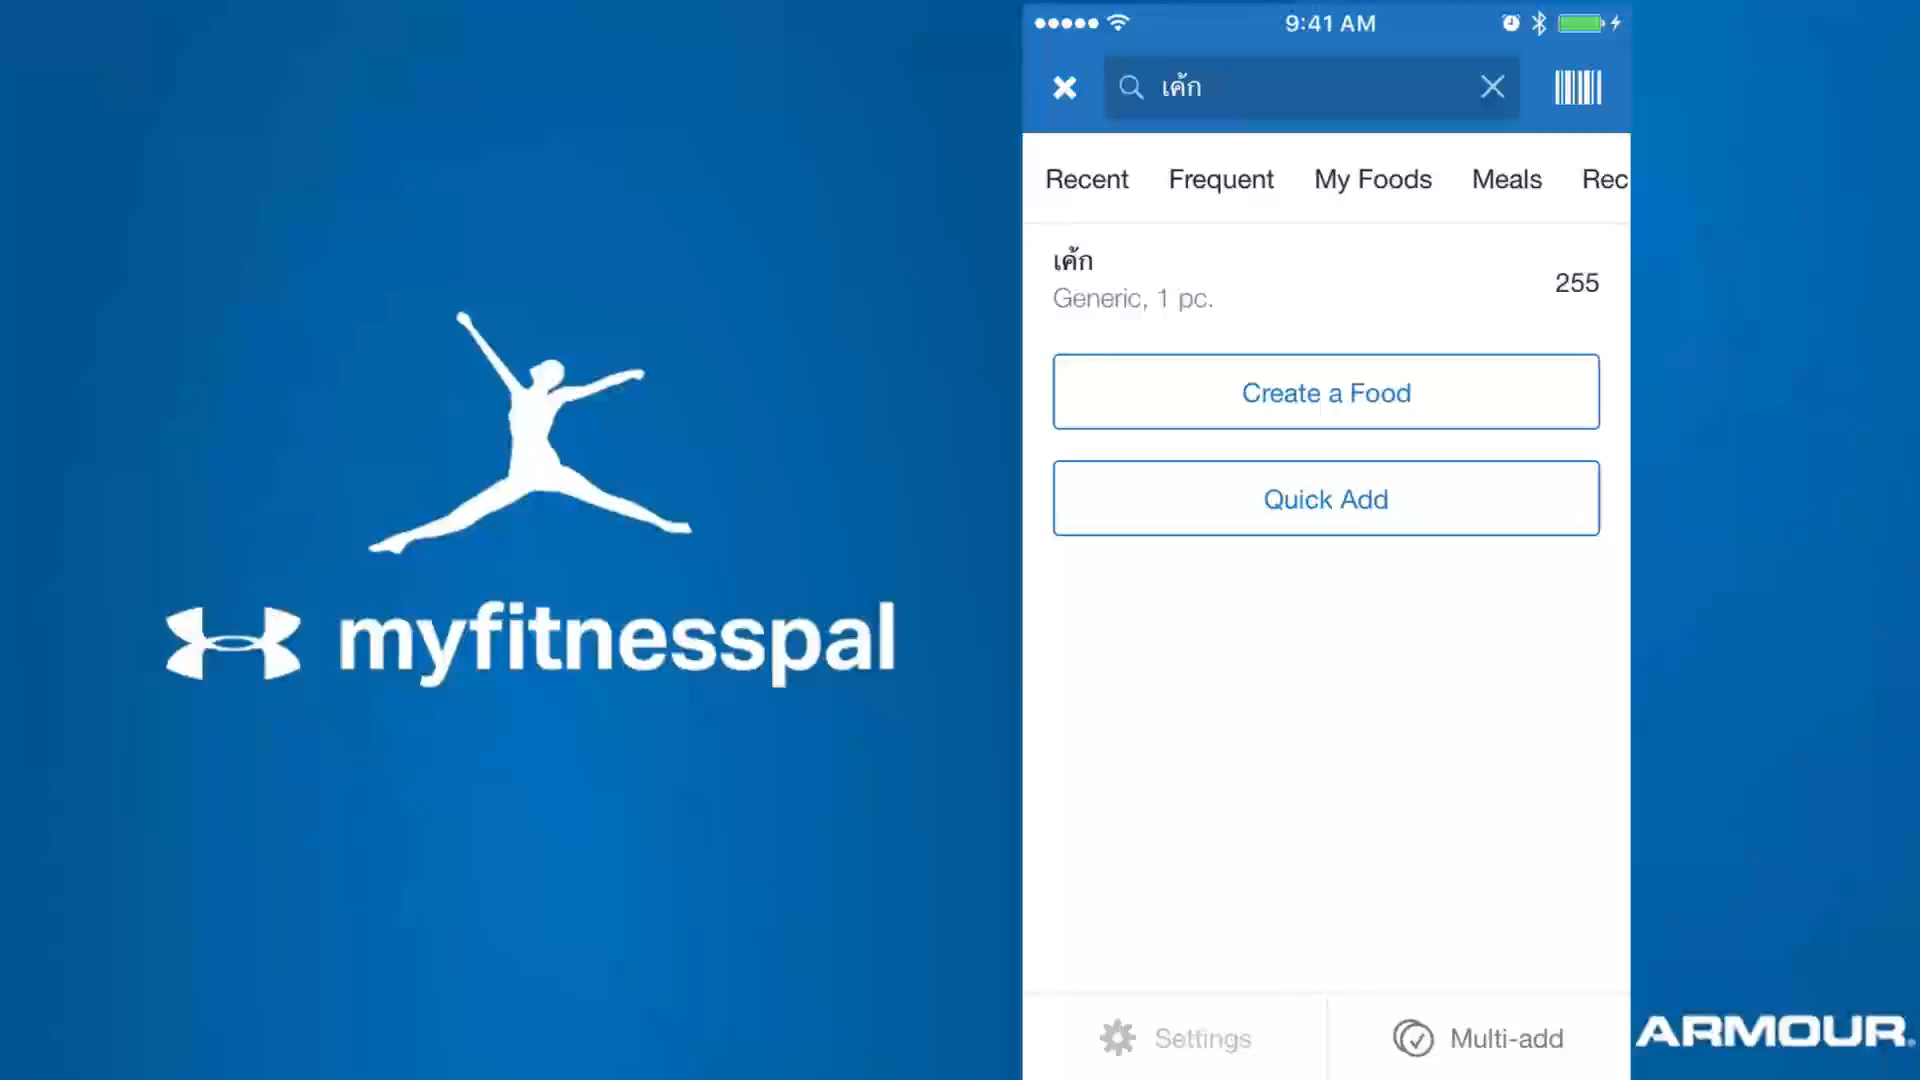 9:41 AM
เค้ก
Recent Frequent My Foods Meals Rec
เค้ก
255
Generic, 1 pc.
Create a Food
Quick Add
Settings Multi-add
myfitnesspal
ARMOUR.